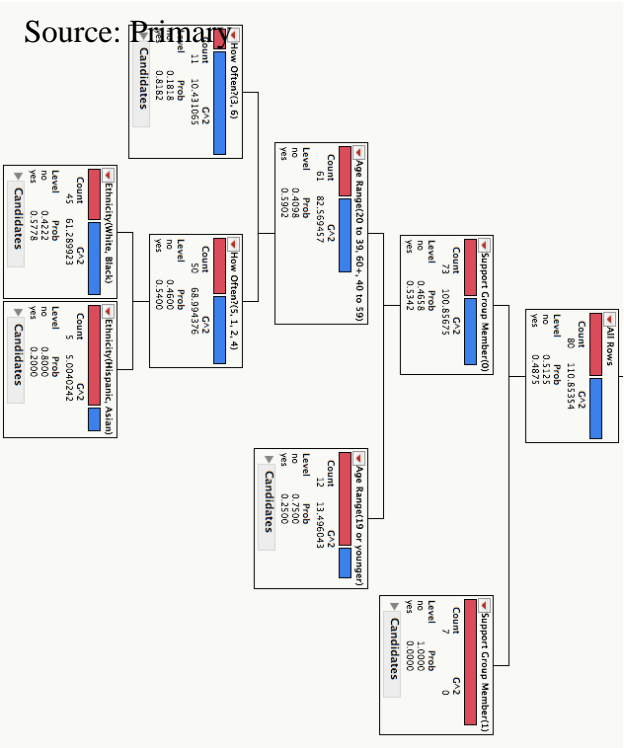 Source: Primary
All Rows
Count G^2
80 110.85354
Level Prob
no 0.5125
yes 0.4875
Support Group Member(0)
Count G^2
73 100.85675
Level Prob
no 0.4658
yes 0.5342
Support Group Member(1)
Count G^2
7 0
Level Prob
no 1.0000
yes 0.0000
Candidates
Age Range(20 to 39, 60+, 40 to 59)
Count G^2
61 82.569457
Level Prob
no 0.4098
yes 0.5902
Age Range(19 or younger)
Count G^2
12 13.496043
Level Prob
no 0.7500
yes 0.2500
Candidates
How Often?(3, 6)
Count G^2
11 10.431065
Level Prob
no 0.1818
yes 0.8182
Candidates
How Often?(5, 1, 2, 4)
Count G^2
50 68.994376
Level Prob
no 0.4600
yes 0.5400
Ethnicity(White, Black)
Count G^2
45 61.289923
Level Prob
no 0.4222
yes 0.5778
Candidates
Ethnicity(Hispanic, Asian)
Count G^2
5 5.0040242
Level Prob
no 0.8000
yes 0.2000
Candidates